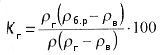 Kг = ρг(ρб.р − ρв) / ρ(ρг − ρв) · 100